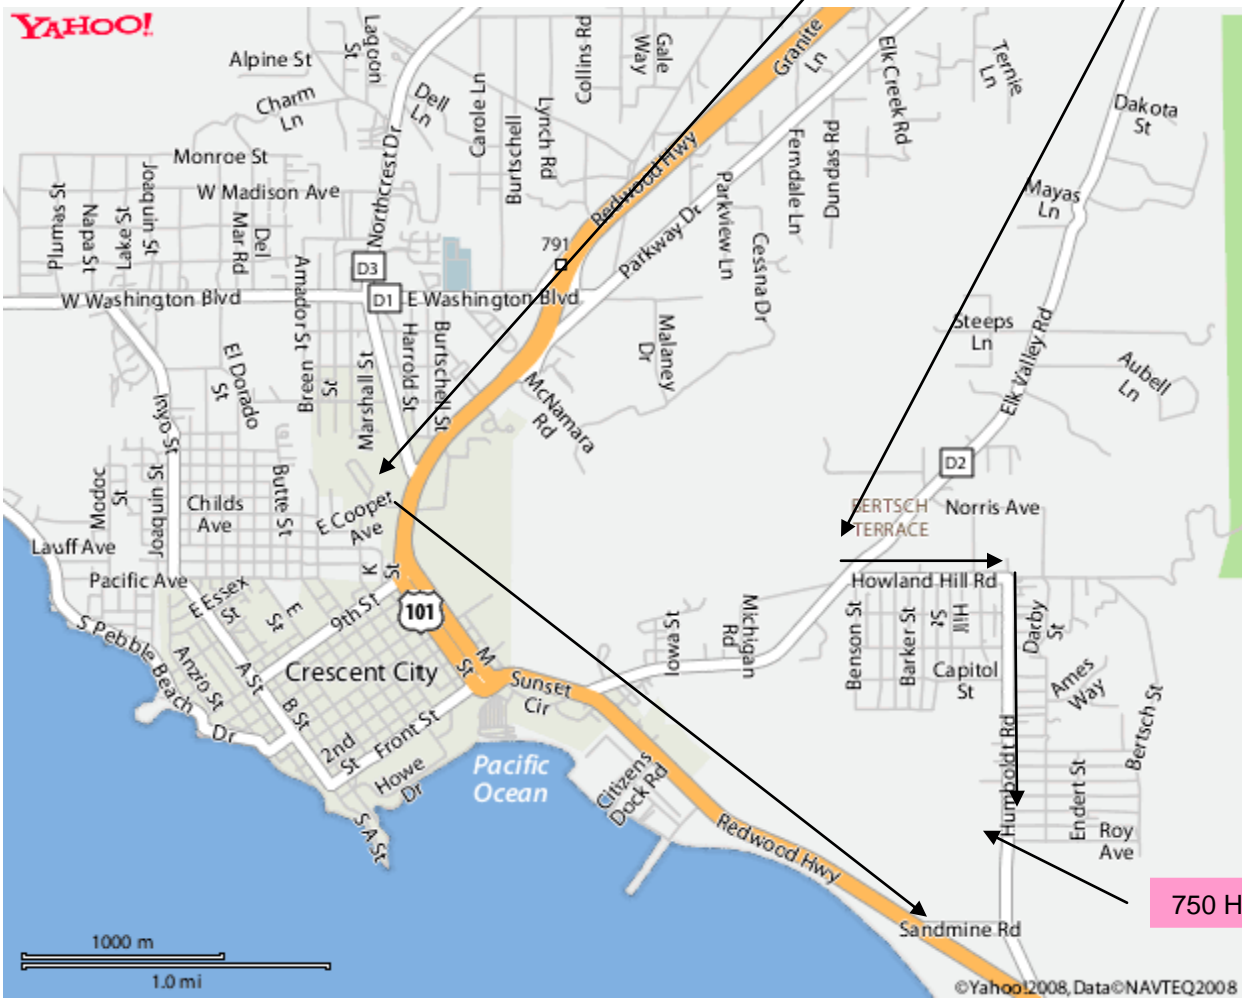 YAHOO!
Alpine St
Lagoon
St
Collins Rd
Gale
Way
Granite
Ln
Elk Creek Rd
Ternie
Ln
Dakota
St
Charm
Ln
Dell
Ln
Carole Ln
Burtschell
Lynch Rd
Monroe St
W Madison Ave
Northcrest Dr
Redwood Hwy
Ferndale Ln
Dundas Rd
Mayas
Ln
Plumas St
Napa St
Lake St
Joaquin St
Del
Mar Rd
791
Parkway Dr
Parkview Ln
Cessna Dr
D3
D1
W Washington Blvd
E Washington Blvd
Amador St
Breen
St
Marshall St
Harrold St
Burtschell St
Malaney
Dr
Steeps
Ln
Elk Valley Rd
Aubell
Ln
El Dorado
St
McNamara
Rd
Inyo St
D2
Modoc
St
Joaquin St
Childs
Ave
Butte St
E Cooper
Ave
BERTSCH
TERRACE
Norris Ave
Lauff Ave
Pacific Ave
K
St
Howland Hill Rd
E Essex
St
E
St
9th St
101
Iowa St
Michigan
Rd
Benson St
Barker St
Hill
St
Darby
St
S Pebble
Beach
Dr
Anzio St
A St
B St
Crescent City
M
St
Sunset
Cir
Capitol
St
Ames
Way
Bertsch St
2nd
St
Front St
Howe
Dr
S A St
Pacific
Ocean
Citizens
Dock Rd
Humboldt Rd
Endert St
Roy
Ave
Redwood Hwy
750 H
Sandmine Rd
1000 m
1.0 mi
©Yahoo!2008, Data©NAVTEQ2008